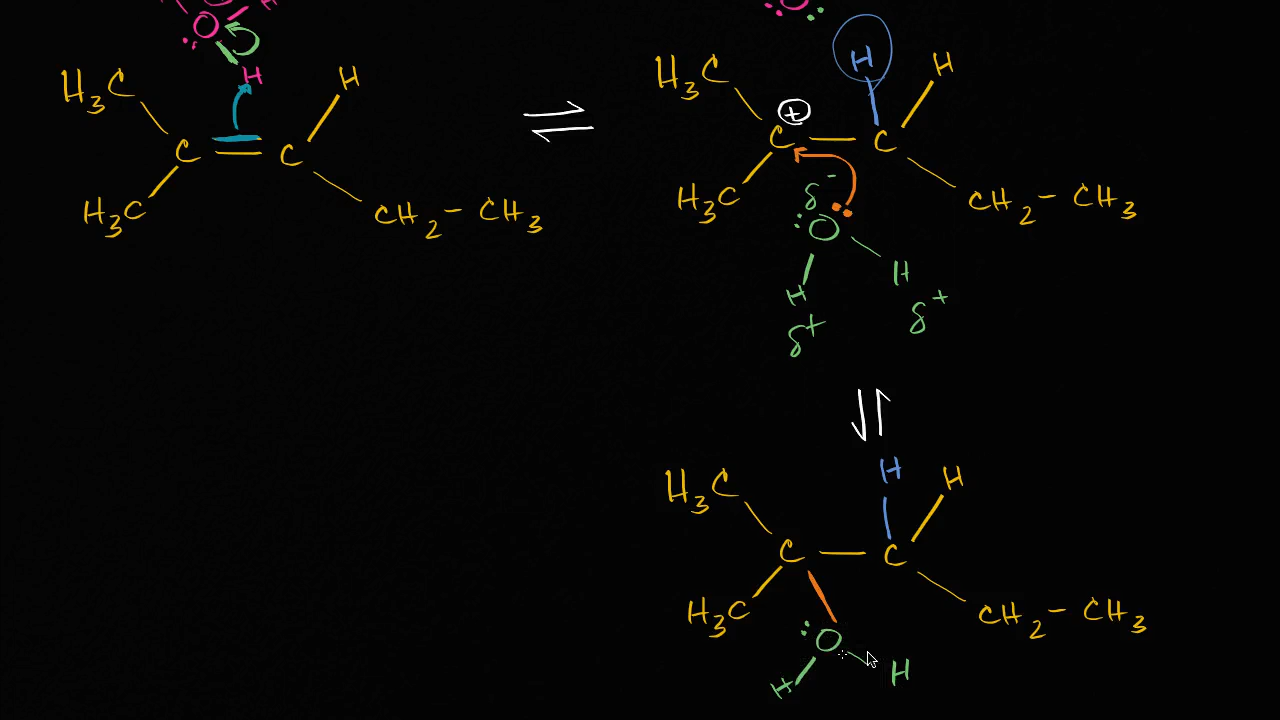 O H
H
H₃C H
C = C
H₃C CH₂ – CH₃
⇌
O
H H
H₃C +
C — C
H₃C δ⁻ CH₂ – CH₃
:O
H H
δ⁺ δ⁺
⇌
H H
H₃C
C — C
H₃C CH₂ – CH₃
:O
H H